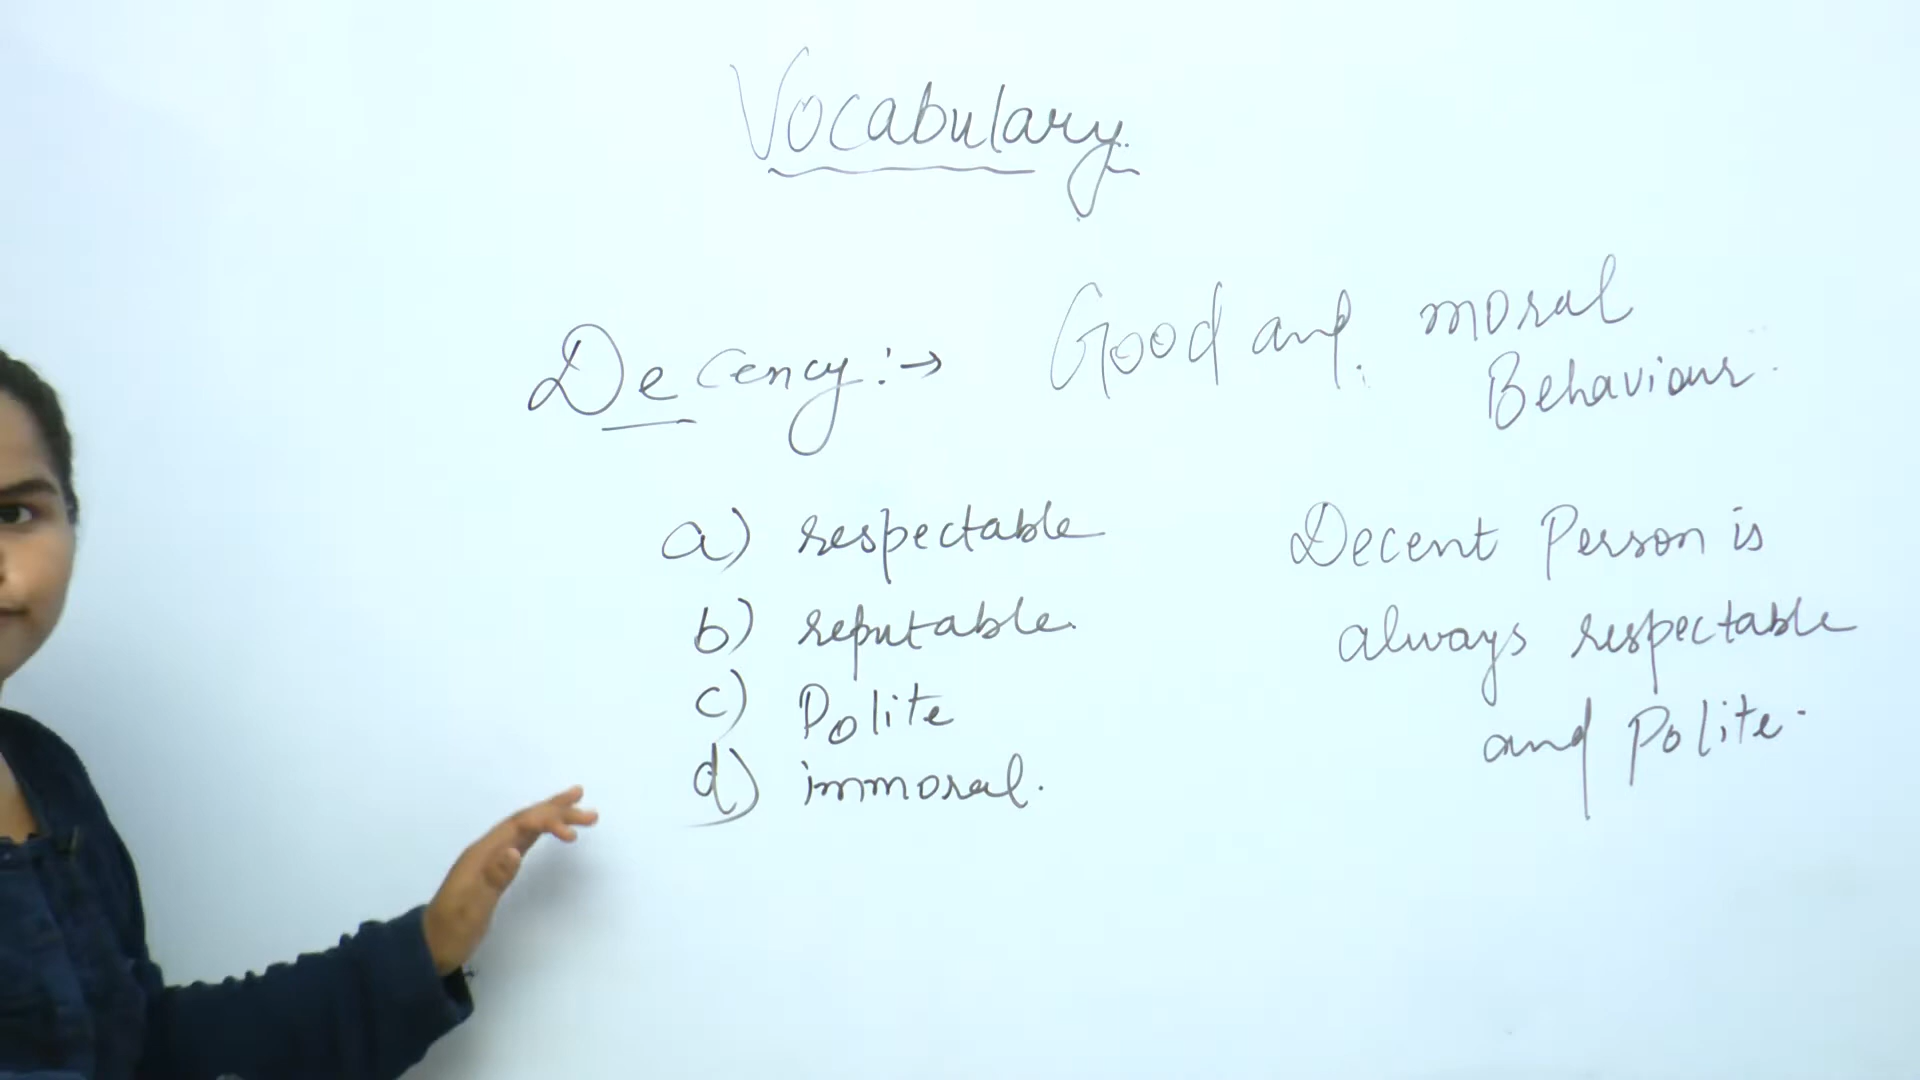 Vocabulary.
Decency :→ Good and moral
Behaviour.
a) respectable
b) reputable.
c) Polite
d) immoral.
Decent Person is
always respectable
and Polite.